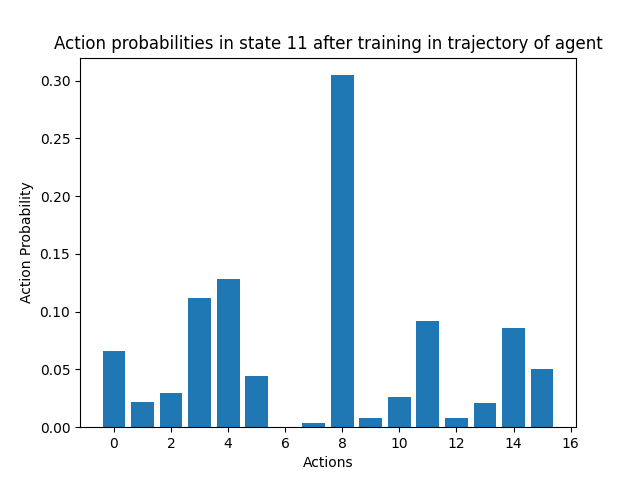 Action probabilities in state 11 after training in trajectory of agent
0.30
0.25
0.20
0.15
0.10
0.05
0.00
Action Probability
0 2 4 6 8 10 12 14 16
Actions